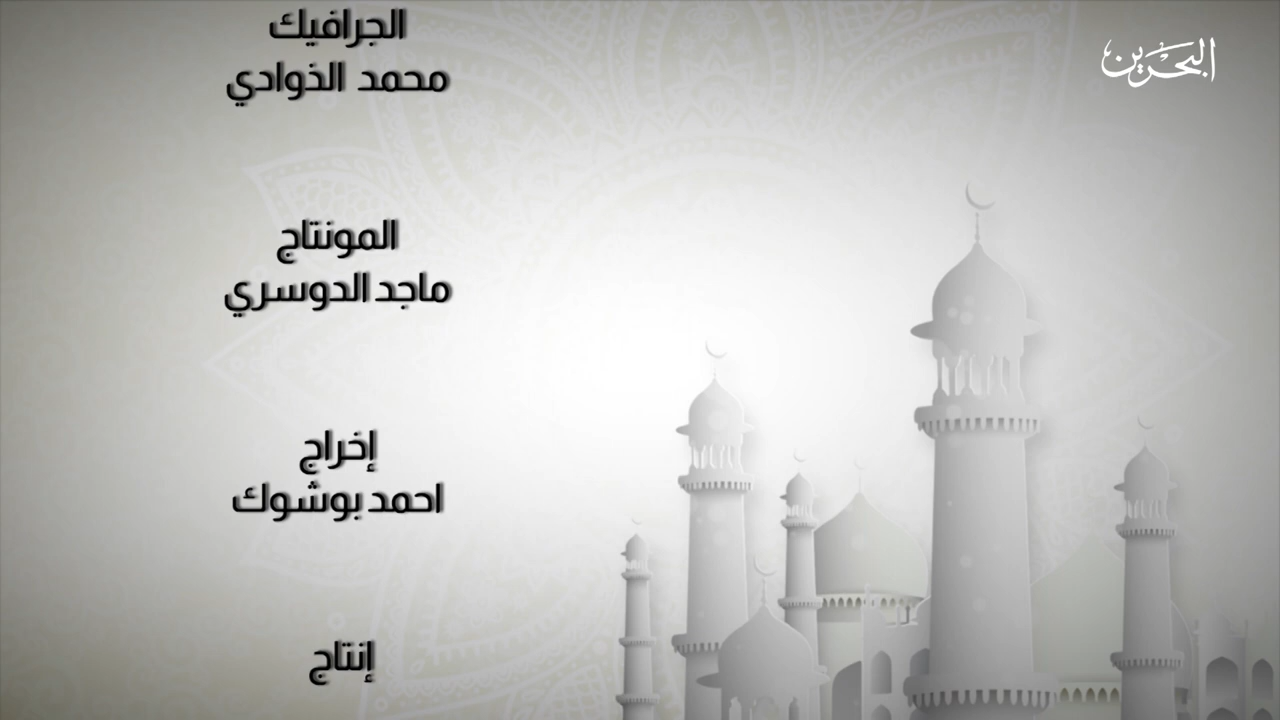 الجرافيك
محمد الذوادي
البحرين
المونتاج
ماجد الدوسري
إخراج
احمد بوشوك
إنتاج